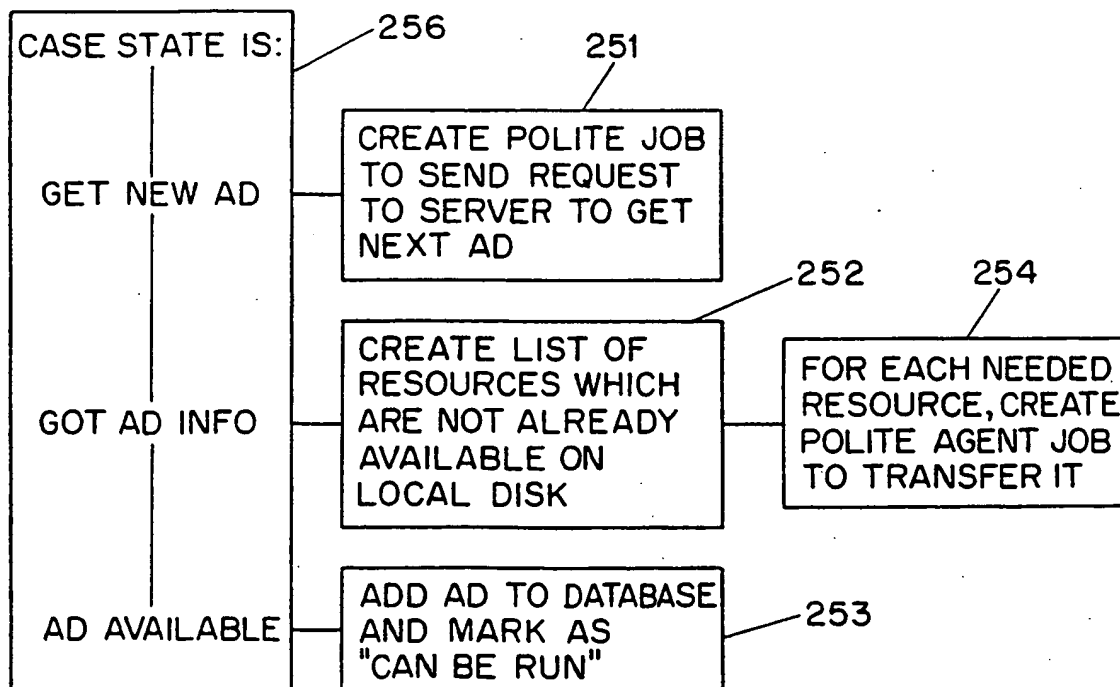 CASE STATE IS:
256
251
GET NEW AD
CREATE POLITE JOB
TO SEND REQUEST
TO SERVER TO GET
NEXT AD
252
254
GOT AD INFO
CREATE LIST OF
RESOURCES WHICH
ARE NOT ALREADY
AVAILABLE ON
LOCAL DISK
FOR EACH NEEDED
RESOURCE, CREATE
POLITE AGENT JOB
TO TRANSFER IT
AD AVAILABLE
ADD AD TO DATABASE
AND MARK AS
"CAN BE RUN"
253